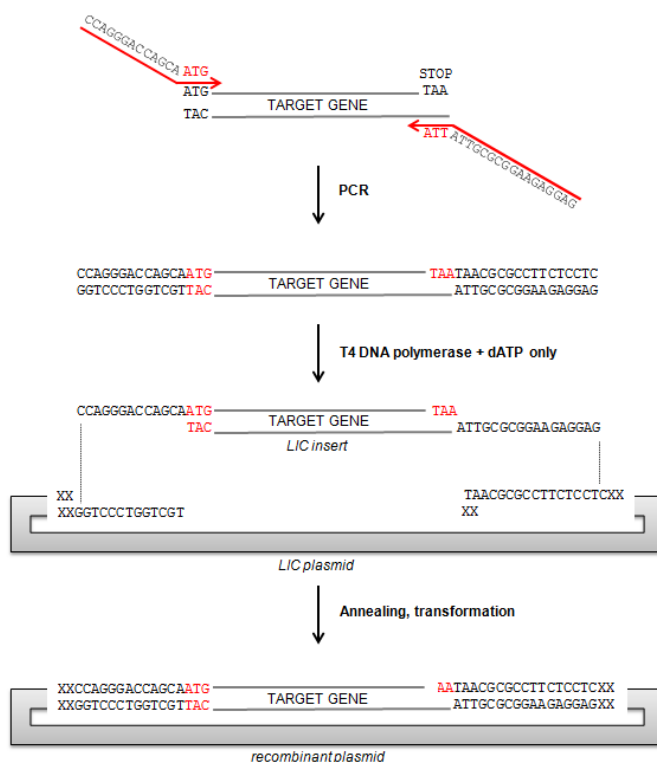 CCAGGGACCAGCA ATG
ATG
STOP
TAA
TARGET GENE
TAC
ATT ATTGCGCGGAAGAGGAG
PCR
CCAGGGACCAGCAATG TAATAACGCGCCTTCTCCTC
TARGET GENE
GGTCCCTGGTCGTTAC ATTGCGCGGAAGAGGAG
T4 DNA polymerase + dATP only
CCAGGGACCAGCAATG TAA
TARGET GENE
TAC ATTGCGCGGAAGAGGAG
LIC insert
XX TAACGCGCCTTCTCCTCXX
XXGGTCCCTGGTCGT XX
LIC plasmid
Annealing, transformation
XXCCAGGGACCAGCAATG AATAACGCGCCTTCTCCTCXX
TARGET GENE
XXGGTCCCTGGTCGTTAC ATTGCGCGGAAGAGGAGXX
recombinant plasmid